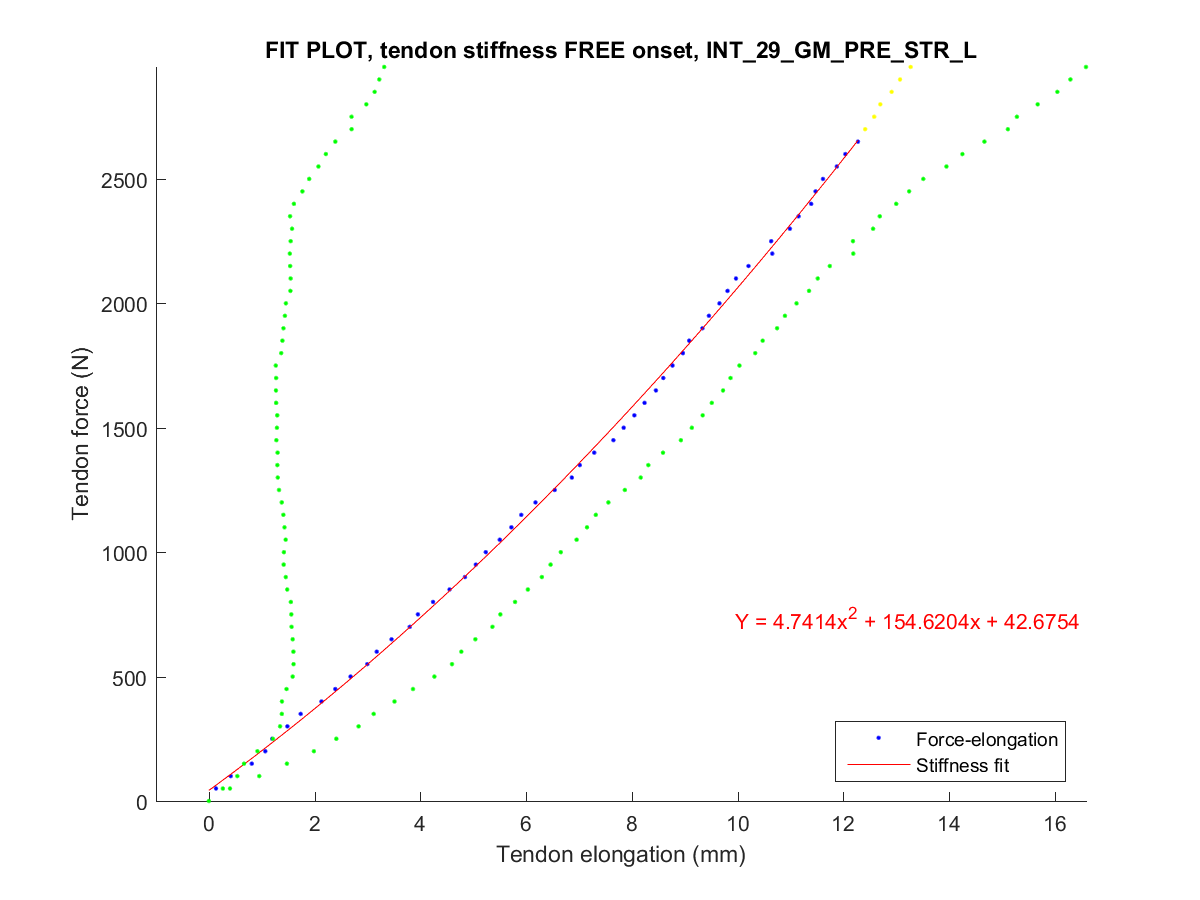 FIT PLOT, tendon stiffness FREE onset, INT_29_GM_PRE_STR_L
Tendon force (N)
2500
2000
1500
1000
500
0
Y = 4.7414x² + 154.6204x + 42.6754
Force-elongation
Stiffness fit
0 2 4 6 8 10 12 14 16
Tendon elongation (mm)